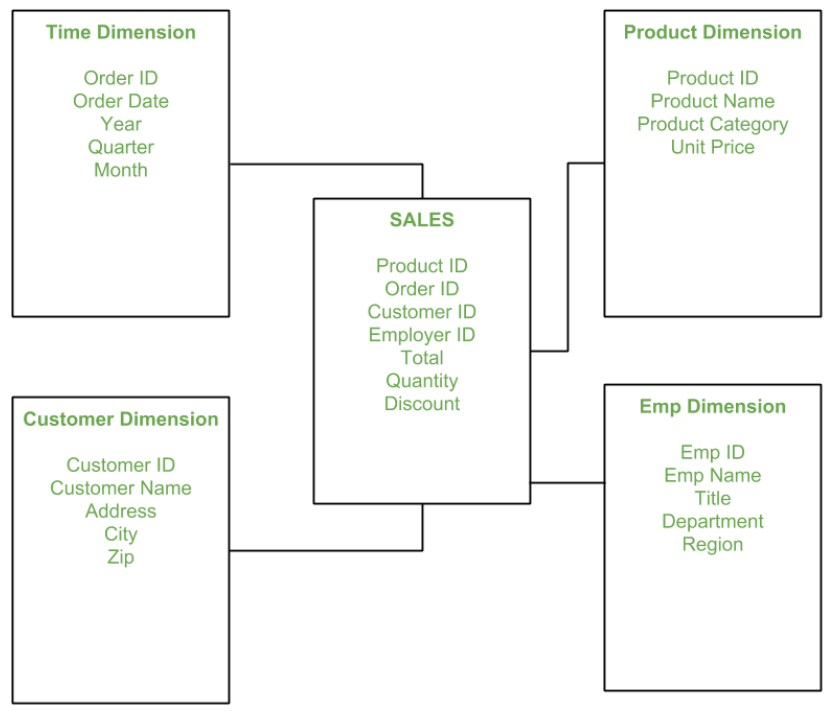 Time Dimension
Order ID
Order Date
Year
Quarter
Month
Product Dimension
Product ID
Product Name
Product Category
Unit Price
SALES
Product ID
Order ID
Customer ID
Employer ID
Total
Quantity
Discount
Customer Dimension
Customer ID
Customer Name
Address
City
Zip
Emp Dimension
Emp ID
Emp Name
Title
Department
Region